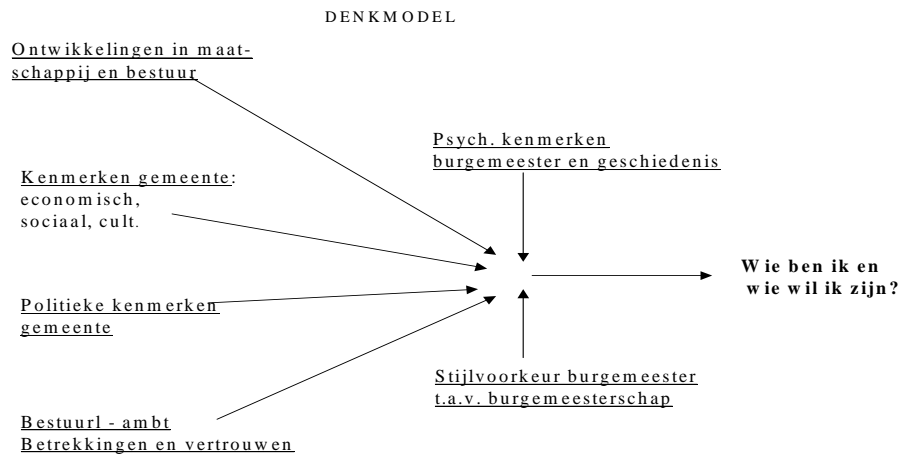 DENKMODEL
Ontwikkelingen in maat-
schappij en bestuur
Psych. kenmerken
burgemeester en geschiedenis
Kenmerken gemeente:
economisch,
sociaal, cult.
Wie ben ik en
wie wil ik zijn?
Politieke kenmerken
gemeente
Stijlvoorkeur burgemeester
t.a.v. burgemeesterschap
Bestuurl - ambt
Betrekkingen en vertrouwen